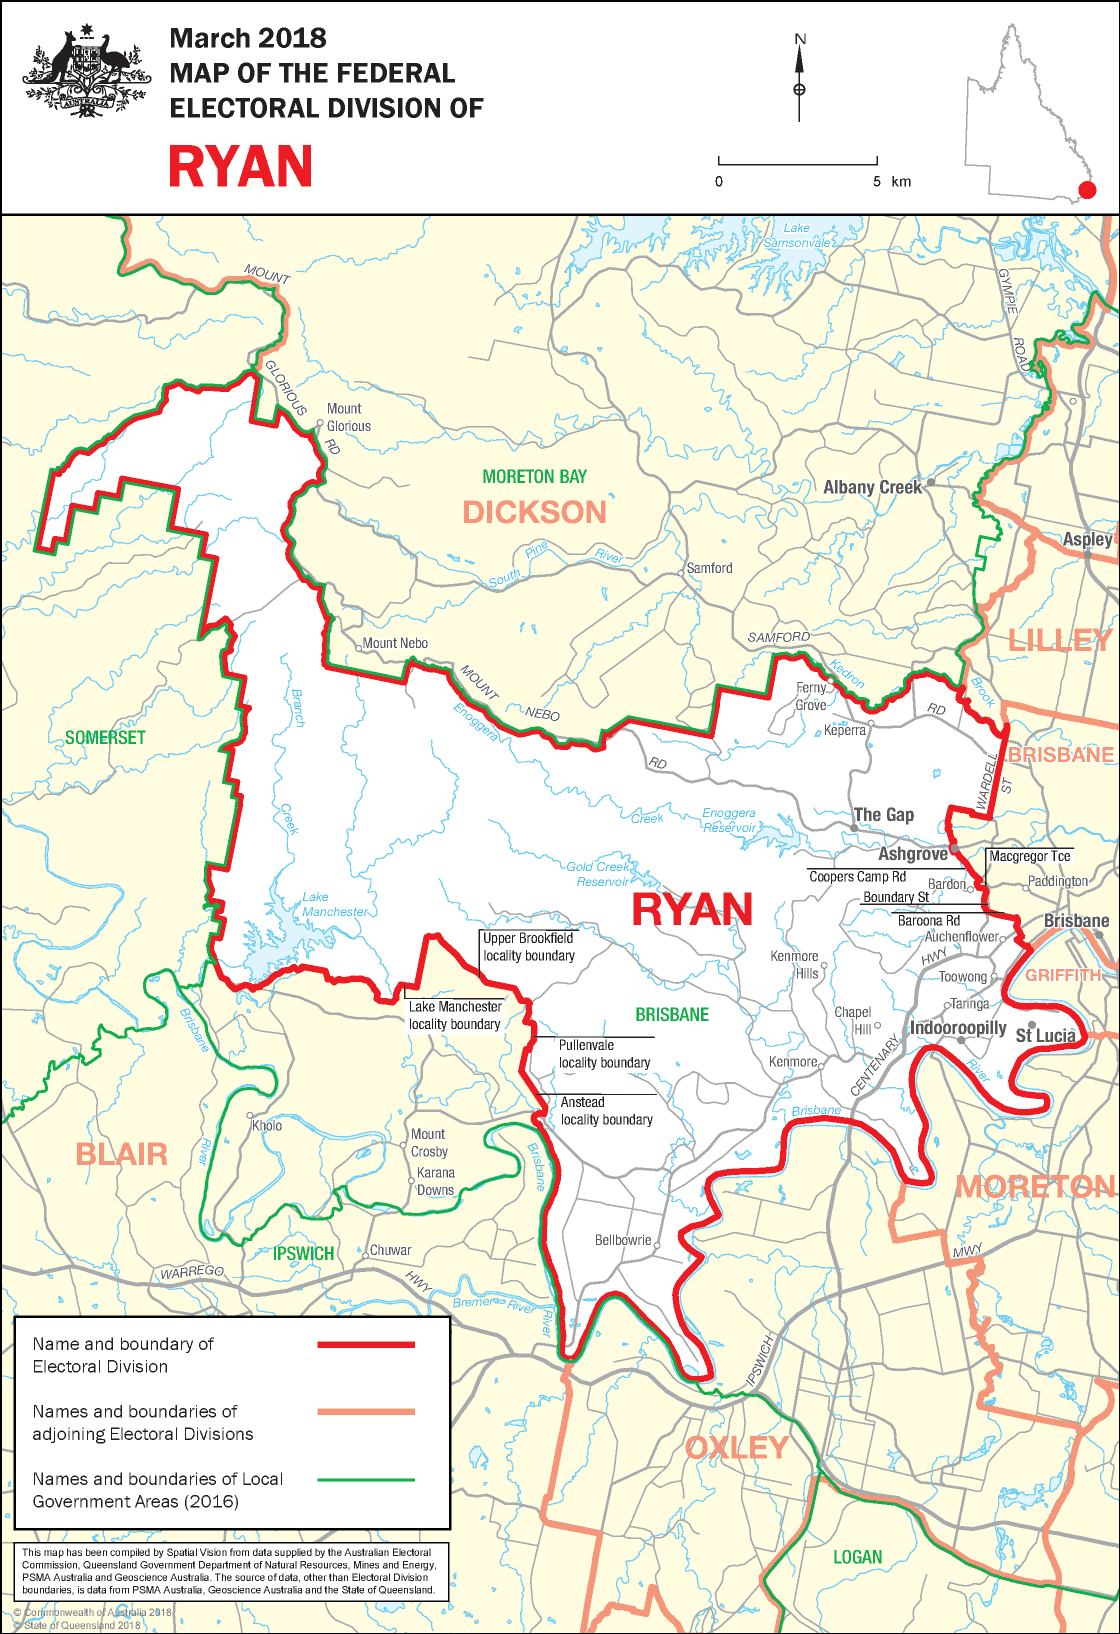 March 2018
MAP OF THE FEDERAL
ELECTORAL DIVISION OF
RYAN
AUSTRALIA
N
0 5 km
Lake
Samsonvale
MOUNT
GYMPIE
ROAD
GLORIOUS
RD
Mount
Glorious
MORETON BAY
DICKSON
Albany Creek
Aspley
South Pine River
Samford
LILLEY
Mount Nebo
SAMFORD
Kedron
Brook
MOUNT
NEBO
RD
Ferny
Grove
RD
Branch
Enoggera
Keperra
SOMERSET
BRISBANE
WARDELL
ST
Creek
Creek
Enoggera
Reservoir
The Gap
Ashgrove
Macgregor Tce
Gold Creek
Reservoir
Coopers Camp Rd
Bardon
Paddington
Lake
Manchester
RYAN
Boundary St
Baroona Rd
Brisbane
Upper Brookfield
locality boundary
Auchenflower
HWY
Kenmore
Hills
Toowong
GRIFFITH
Lake Manchester
locality boundary
BRISBANE
Taringa
Chapel
Hill
Indooroopilly
St Lucia
Brisbane
Pullenvale
locality boundary
Kenmore
CENTENARY
River
Anstead
locality boundary
Brisbane
Kholo
BLAIR
River
Mount
Crosby
Brisbane
Karana
Downs
MORETON
IPSWICH
Chuwar
Bellbowrie
MWY
WARREGO
HWY
Bremer River
River
IPSWICH
OXLEY
LOGAN
Name and boundary of
Electoral Division
Names and boundaries of
adjoining Electoral Divisions
Names and boundaries of Local
Government Areas (2016)
This map has been compiled by Spatial Vision from data supplied by the Australian Electoral
Commission, Queensland Government Department of Natural Resources, Mines and Energy,
PSMA Australia and Geoscience Australia. The source of data, other than Electoral Division
boundaries, is data from PSMA Australia, Geoscience Australia and the State of Queensland.
© Commonwealth of Australia 2018
© State of Queensland 2018